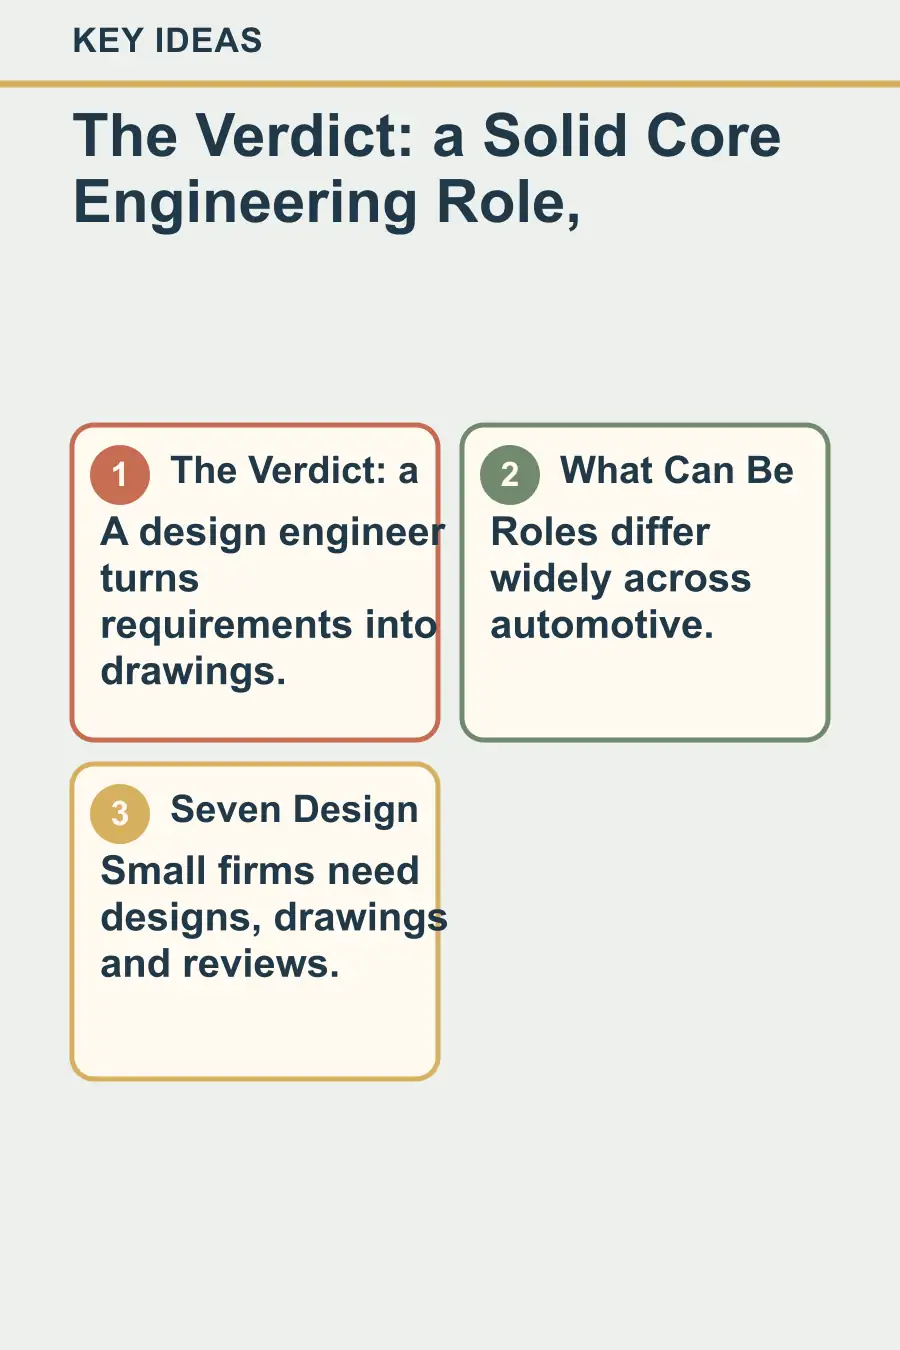 KEY IDEAS
The Verdict: a Solid Core
Engineering Role,
1 The Verdict: a
A design engineer
turns
requirements into
drawings.
2 What Can Be
Roles differ
widely across
automotive.
3 Seven Design
Small firms need
designs, drawings
and reviews.